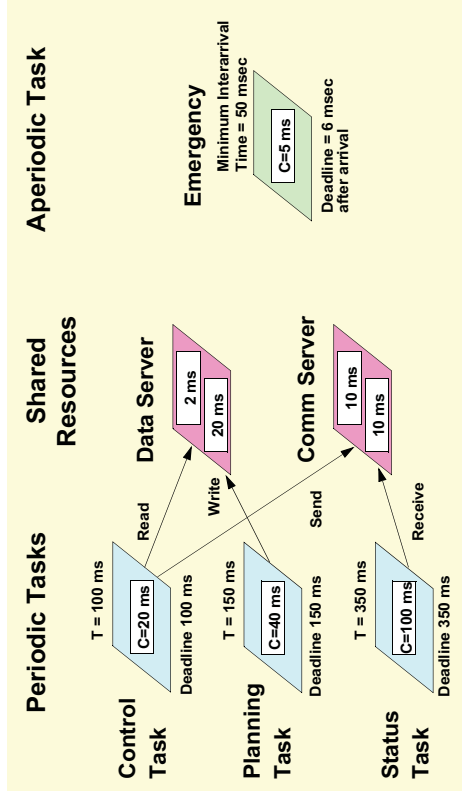 Periodic Tasks
Shared
Resources
Aperiodic Task
Control
Task
T = 100 ms
C=20 ms
Deadline 100 ms
Planning
Task
T = 150 ms
C=40 ms
Deadline 150 ms
Status
Task
T = 350 ms
C=100 ms
Deadline 350 ms
Read
Write
Send
Receive
Data Server
2 ms
20 ms
Comm Server
10 ms
10 ms
Emergency
Minimum Interarrival
Time = 50 msec
C=5 ms
Deadline = 6 msec
after arrival